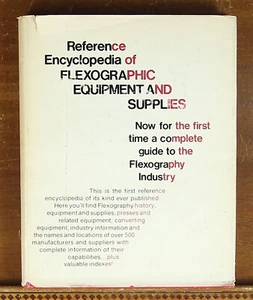 Reference
Encyclopedia of
FLEXOGRAPHIC
EQUIPMENT AND
SUPPLIES
Now for the first
time a complete
guide to the
Flexography
Industry
This is the first reference
encyclopedia of its kind ever published
Here you'll find Flexography history,
equipment and supplies, presses and
related equipment, converting
equipment, industry information and
the names and locations of over 500
manufacturers and suppliers with
complete information of their
capabilities...plus
valuable indexes!